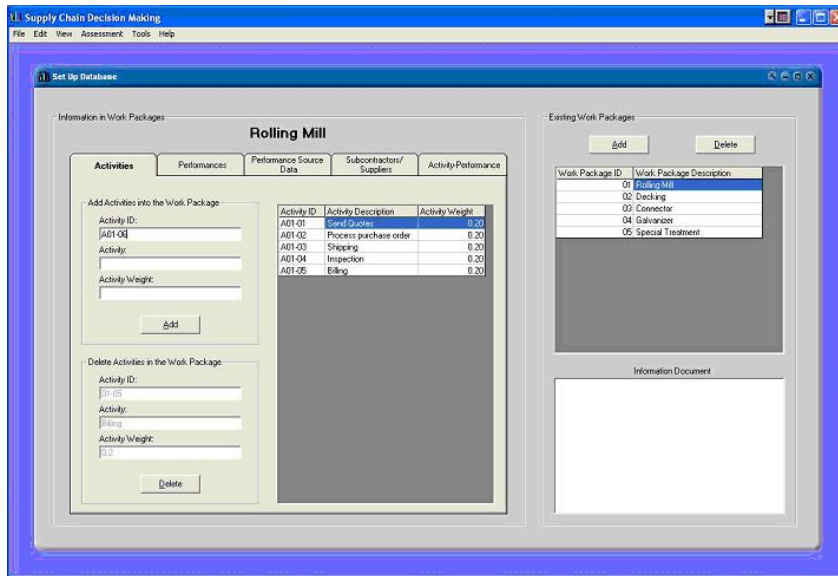 Supply Chain Decision Making
File Edit View Assessment Tools Help
Set Up Database
Information in Work Packages
Rolling Mill
Activities
Performances
Performance Source Data
Subcontractors/ Suppliers
Activity-Performance
Add Activities into the Work Package
Activity ID:
A01-06
Activity:
Activity Weight:
Add
Delete Activities in the Work Package
Activity ID:
01-05
Activity:
Billing
Activity Weight:
0.2
Delete
Activity ID Activity Description Activity Weight
A01-01 Send Quotes 0.20
A01-02 Process purchase order 0.20
A01-03 Shipping 0.20
A01-04 Inspection 0.20
A01-05 Billing 0.20
Existing Work Packages
Add Delete
Work Package ID Work Package Description
01 Rolling Mill
02 Decking
03 Connector
04 Galvanizer
05 Special Treatment
Information Document